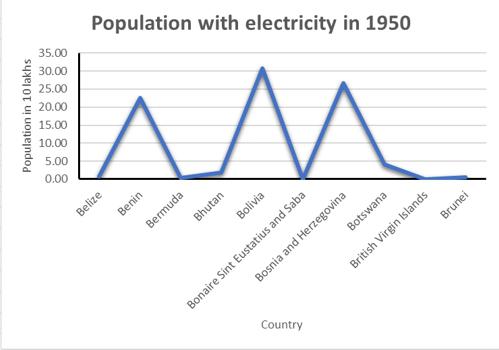 Population with electricity in 1950
Population in 10 lakhs
35.00
30.00
25.00
20.00
15.00
10.00
5.00
0.00
Belize
Benin
Bermuda
Bhutan
Bolivia
Bonaire Sint Eustatius and Saba
Bosnia and Herzegovina
Botswana
British Virgin Islands
Brunei
Country